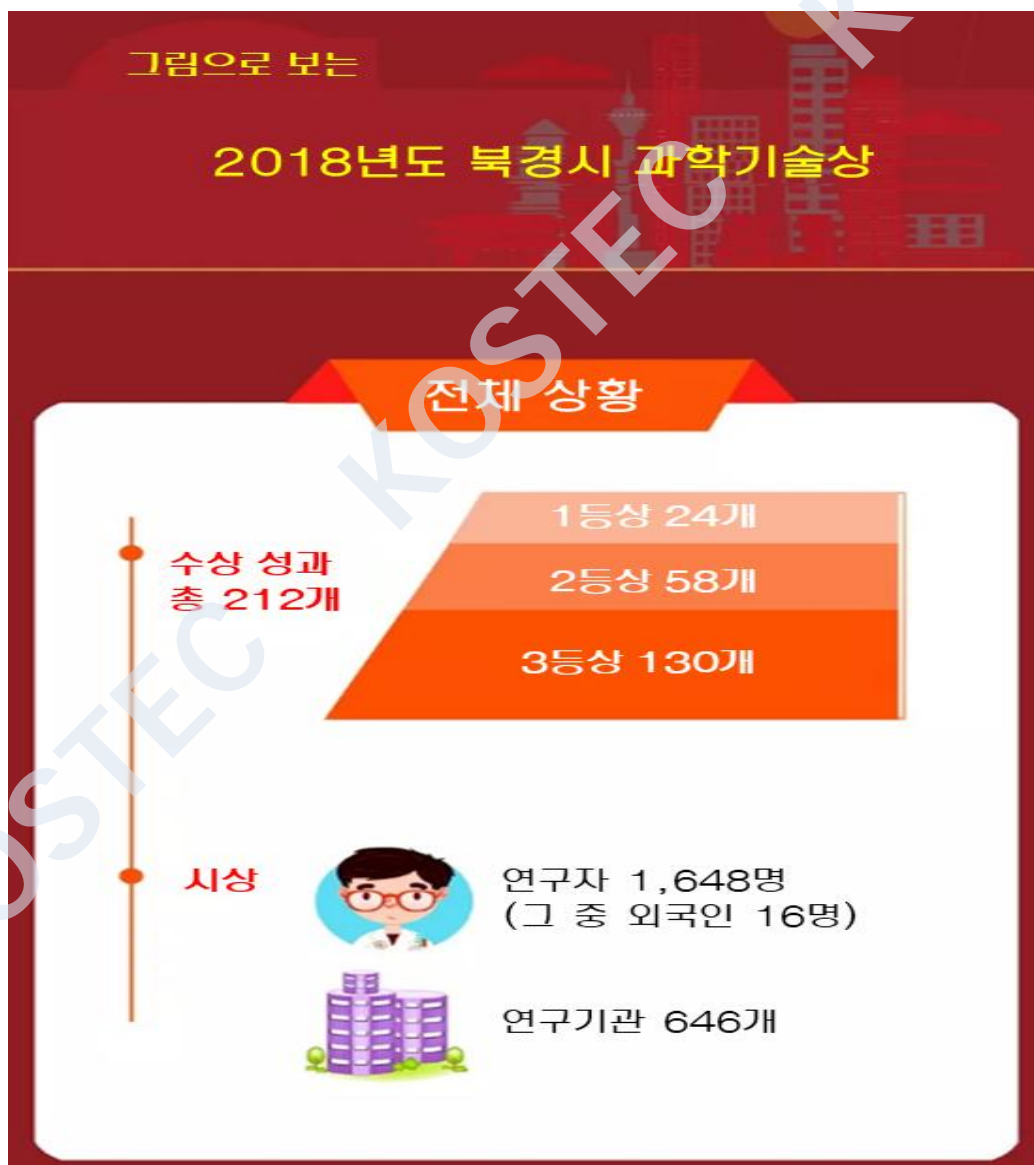 그림으로 보는
2018년도 북경시 과학기술상
전체 상황
수상 성과
총 212개
1등상 24개
2등상 58개
3등상 130개
시상
연구자 1,648명
(그 중 외국인 16명)
연구기관 646개
KOSTEC
KOSTEC
K